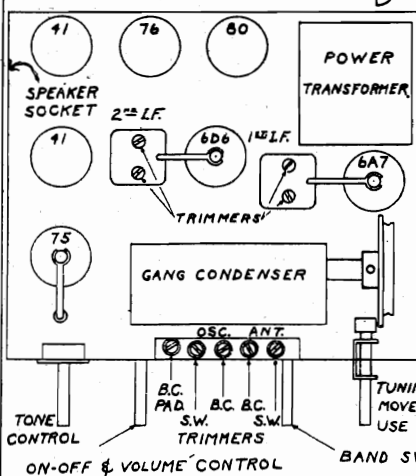 41
76
80
POWER
TRANSFORMER
SPEAKER
SOCKET
2ND I.F.
41
6D6
1ST I.F.
6A7
TRIMMERS
75
GANG CONDENSER
OSC. ANT.
B.C.
PAD.
S.W.
B.C.
B.C.
S.W.
TRIMMERS
TONE
CONTROL
TUNIN
MOVE
USE
BAND SW
ON-OFF & VOLUME CONTROL